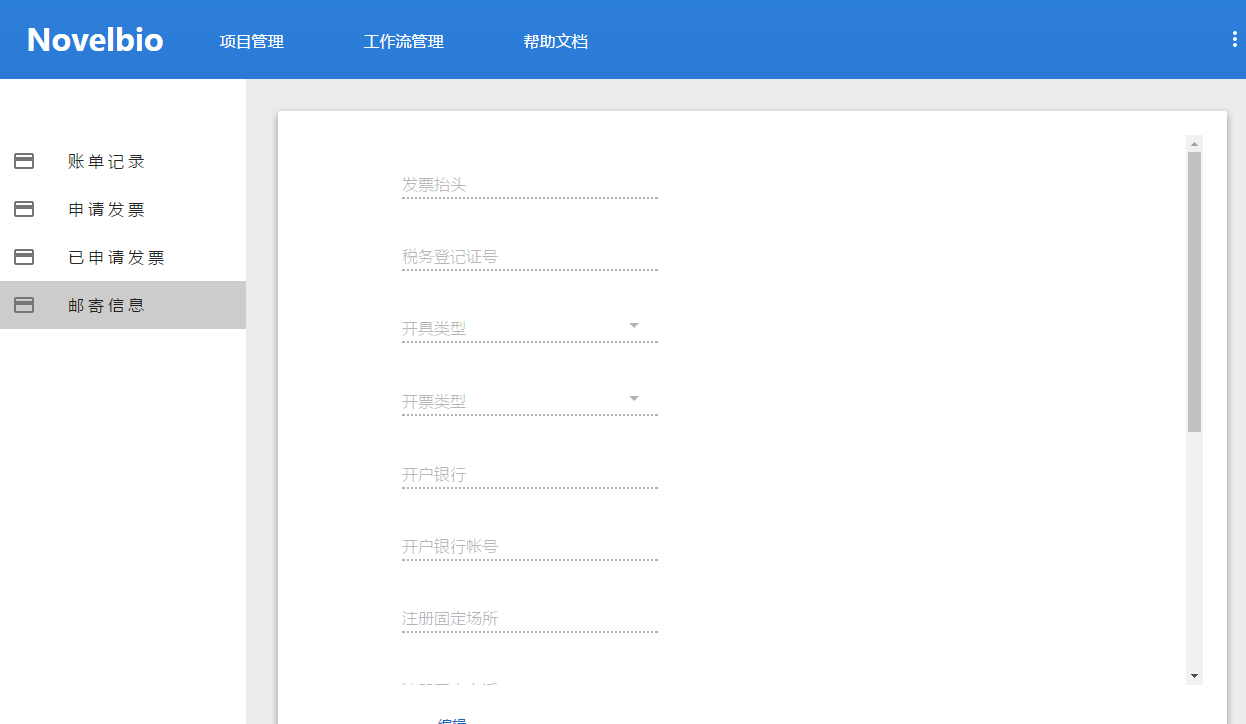 Novelbio 项目管理 工作流管理 帮助文档
账单记录
申请发票
已申请发票
邮寄信息
发票抬头
税务登记证号
开具类型
开票类型
开户银行
开户银行帐号
注册固定场所
编辑